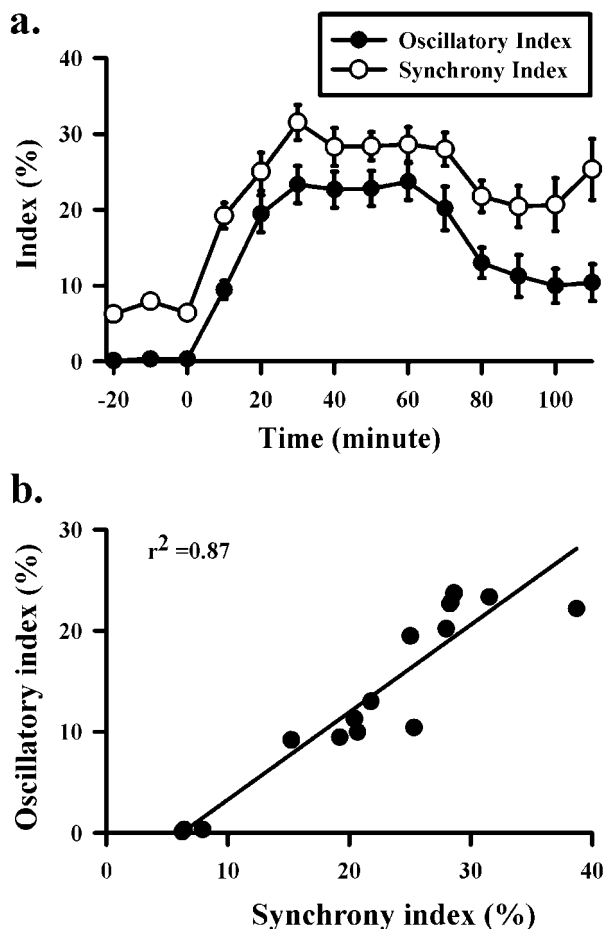 a.
Oscillatory Index
Synchrony Index
40
30
20
10
0
Index (%)
-20 0 20 40 60 80 100
Time (minute)
b.
30
20
10
0
r² =0.87
Oscillatory index (%)
0 10 20 30 40
Synchrony index (%)